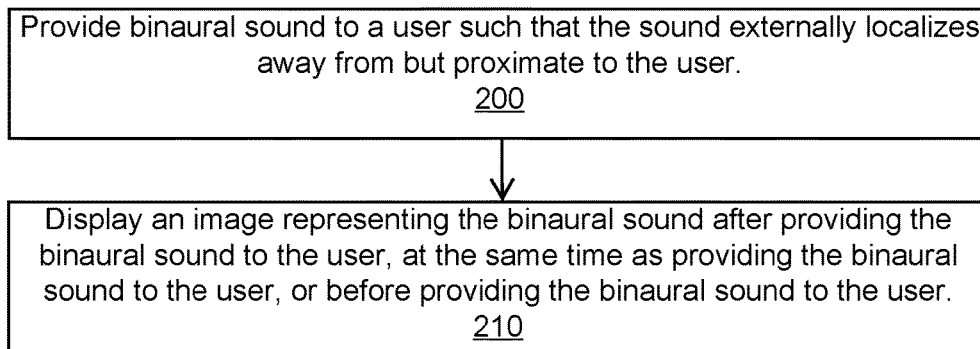 Provide binaural sound to a user such that the sound externally localizes
away from but proximate to the user.
200
Display an image representing the binaural sound after providing the
binaural sound to the user, at the same time as providing the binaural
sound to the user, or before providing the binaural sound to the user.
210